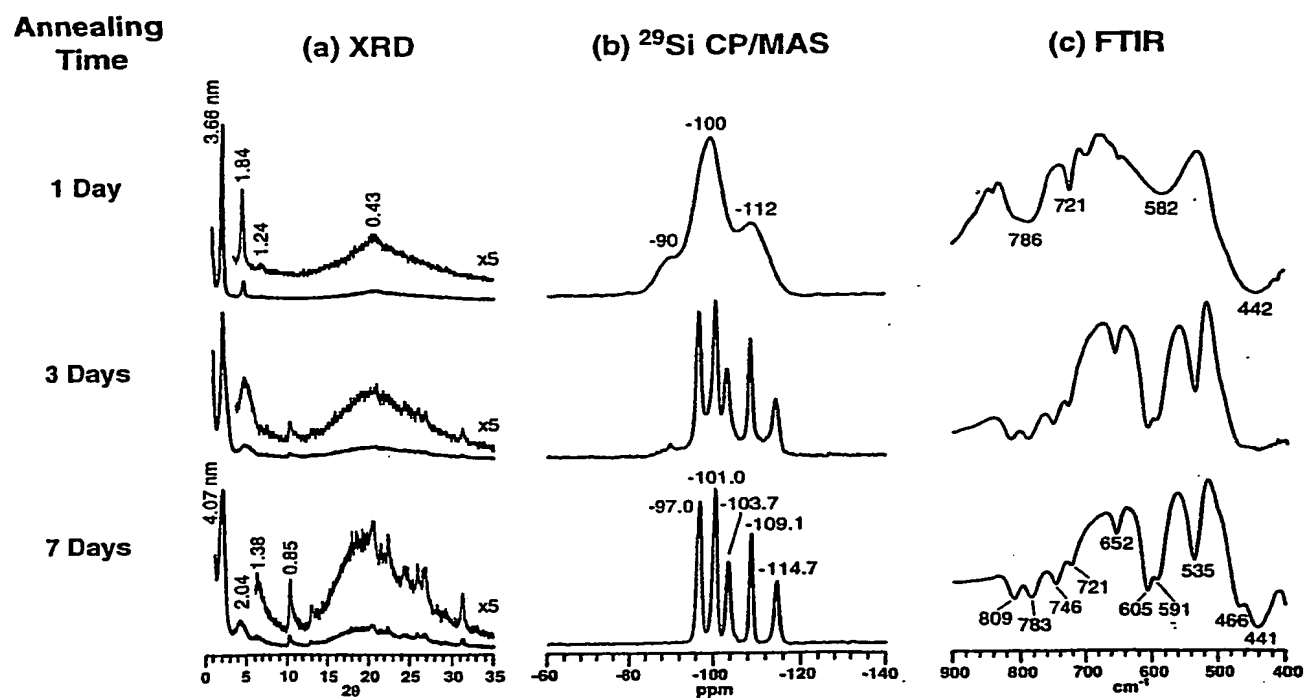 Annealing
Time
(a) XRD
(b) ²⁹Si CP/MAS
(c) FTIR
1 Day
3.66 nm
1.84
1.24
0.43
x5
-90
-100
-112
786
721
582
442
3 Days
x5
7 Days
4.07 nm
2.04
1.38
0.85
x5
-97.0
-101.0
-103.7
-109.1
-114.7
809
783
746
721
652
605
591
535
466
441
0 5 10 15 20 25 30 35
2θ
-60 -80 -100 -120 -140
ppm
900 800 700 600 500 400
cm⁻¹